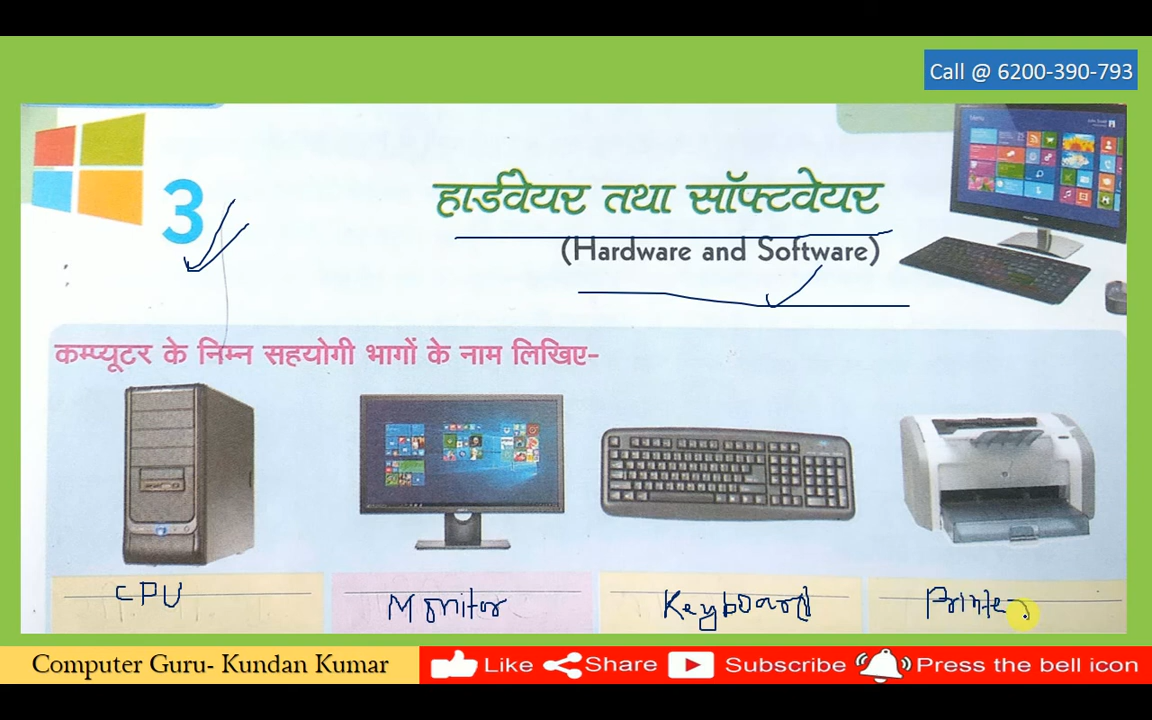 Call @ 6200-390-793
3
हार्डवेयर तथा सॉफ्टवेयर
(Hardware and Software)
कम्प्यूटर के निम्न सहयोगी भागों के नाम लिखिए-
CPU Monitor Keyboard Printer
Computer Guru- Kundan Kumar Like Share Subscribe Press the bell icon